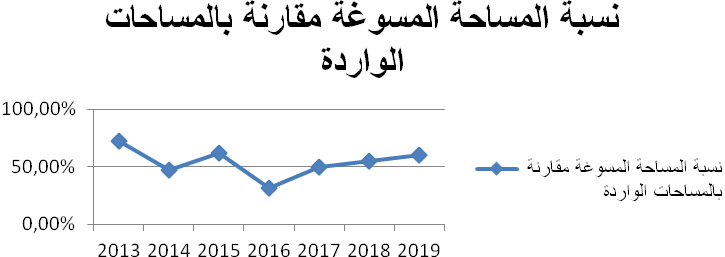 نسبة المساحة المسوغة مقارنة بالمساحات
الواردة
100,00%
50,00%
0,00%
2013 2014 2015 2016 2017 2018 2019
نسبة المساحة المسوغة مقارنة
بالمساحات الواردة